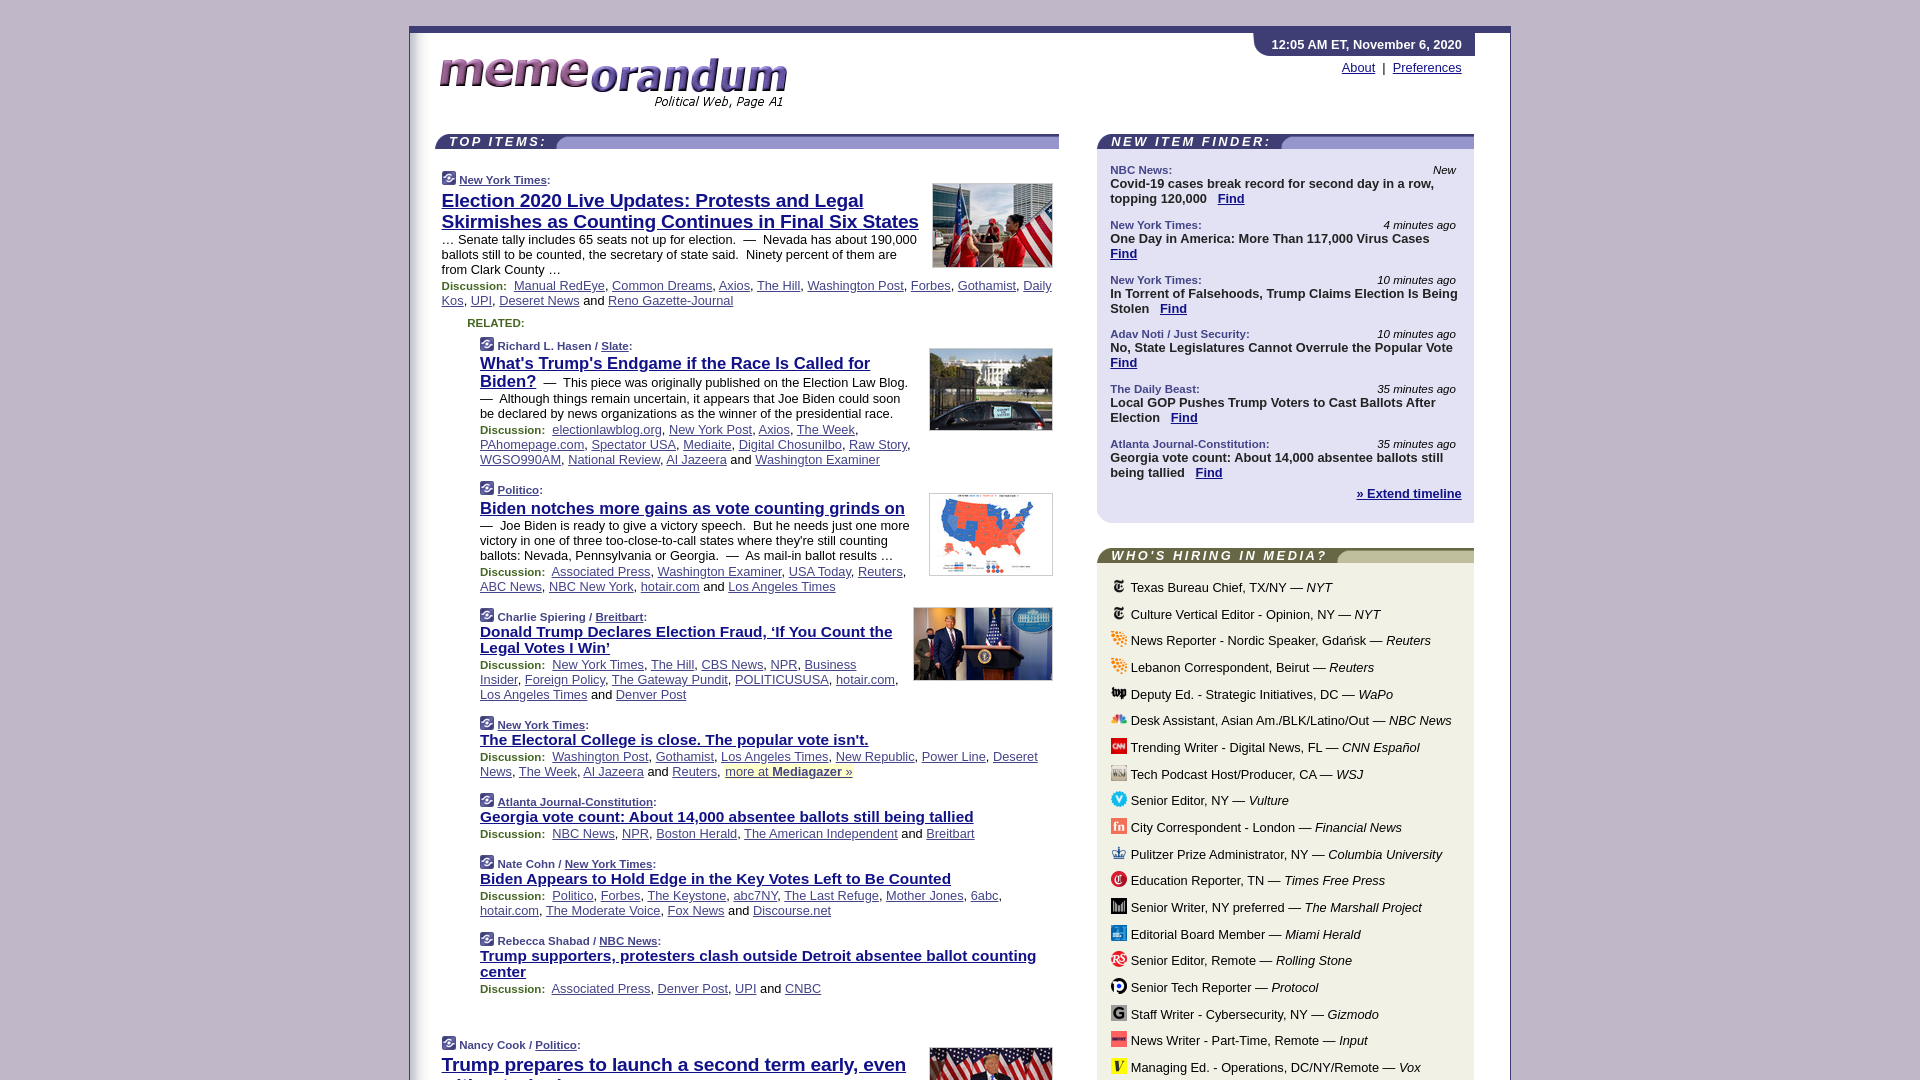 12:05 AM ET, November 6, 2020
About | Preferences
memeorandum
Political Web, Page A1
TOP ITEMS:
New York Times:
Election 2020 Live Updates: Protests and Legal
Skirmishes as Counting Continues in Final Six States
… Senate tally includes 65 seats not up for election. — Nevada has about 190,000
ballots still to be counted, the secretary of state said. Ninety percent of them are
from Clark County …
Discussion: Manual RedEye, Common Dreams, Axios, The Hill, Washington Post, Forbes, Gothamist, Daily
Kos, UPI, Deseret News and Reno Gazette-Journal
RELATED:
Richard L. Hasen / Slate:
What's Trump's Endgame if the Race Is Called for
Biden? — This piece was originally published on the Election Law Blog.
— Although things remain uncertain, it appears that Joe Biden could soon
be declared by news organizations as the winner of the presidential race.
Discussion: electionlawblog.org, New York Post, Axios, The Week,
PAhomepage.com, Spectator USA, Mediaite, Digital Chosunilbo, Raw Story,
WGSO990AM, National Review, Al Jazeera and Washington Examiner
Politico:
Biden notches more gains as vote counting grinds on
— Joe Biden is ready to give a victory speech. But he needs just one more
victory in one of three too-close-to-call states where they're still counting
ballots: Nevada, Pennsylvania or Georgia. — As mail-in ballot results …
Discussion: Associated Press, Washington Examiner, USA Today, Reuters,
ABC News, NBC New York, hotair.com and Los Angeles Times
Charlie Spiering / Breitbart:
Donald Trump Declares Election Fraud, ‘If You Count the
Legal Votes I Win’
Discussion: New York Times, The Hill, CBS News, NPR, Business
Insider, Foreign Policy, The Gateway Pundit, POLITICUSUSA, hotair.com,
Los Angeles Times and Denver Post
New York Times:
The Electoral College is close. The popular vote isn't.
Discussion: Washington Post, Gothamist, Los Angeles Times, New Republic, Power Line, Deseret
News, The Week, Al Jazeera and Reuters, more at Mediagazer »
Atlanta Journal-Constitution:
Georgia vote count: About 14,000 absentee ballots still being tallied
Discussion: NBC News, NPR, Boston Herald, The American Independent and Breitbart
Nate Cohn / New York Times:
Biden Appears to Hold Edge in the Key Votes Left to Be Counted
Discussion: Politico, Forbes, The Keystone, abc7NY, The Last Refuge, Mother Jones, 6abc,
hotair.com, The Moderate Voice, Fox News and Discourse.net
Rebecca Shabad / NBC News:
Trump supporters, protesters clash outside Detroit absentee ballot counting
center
Discussion: Associated Press, Denver Post, UPI and CNBC
Nancy Cook / Politico:
Trump prepares to launch a second term early, even
NEW ITEM FINDER:
NBC News: New
Covid-19 cases break record for second day in a row,
topping 120,000 Find
New York Times: 4 minutes ago
One Day in America: More Than 117,000 Virus Cases
Find
New York Times: 10 minutes ago
In Torrent of Falsehoods, Trump Claims Election Is Being
Stolen Find
Adav Noti / Just Security: 10 minutes ago
No, State Legislatures Cannot Overrule the Popular Vote
Find
The Daily Beast: 35 minutes ago
Local GOP Pushes Trump Voters to Cast Ballots After
Election Find
Atlanta Journal-Constitution: 35 minutes ago
Georgia vote count: About 14,000 absentee ballots still
being tallied Find
» Extend timeline
WHO'S HIRING IN MEDIA?
Texas Bureau Chief, TX/NY — NYT
Culture Vertical Editor - Opinion, NY — NYT
News Reporter - Nordic Speaker, Gdańsk — Reuters
Lebanon Correspondent, Beirut — Reuters
Deputy Ed. - Strategic Initiatives, DC — WaPo
Desk Assistant, Asian Am./BLK/Latino/Out — NBC News
Trending Writer - Digital News, FL — CNN Español
Tech Podcast Host/Producer, CA — WSJ
Senior Editor, NY — Vulture
City Correspondent - London — Financial News
Pulitzer Prize Administrator, NY — Columbia University
Education Reporter, TN — Times Free Press
Senior Writer, NY preferred — The Marshall Project
Editorial Board Member — Miami Herald
Senior Editor, Remote — Rolling Stone
Senior Tech Reporter — Protocol
Staff Writer - Cybersecurity, NY — Gizmodo
News Writer - Part-Time, Remote — Input
Managing Ed. - Operations, DC/NY/Remote — Vox